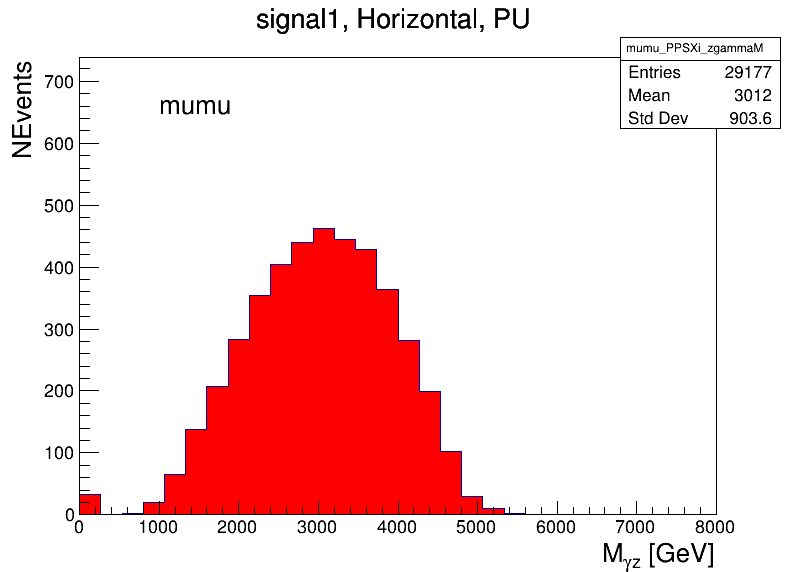 signal1, Horizontal, PU
mumu_PPSXi_zgammaM
Entries 29177
Mean 3012
Std Dev 903.6
NEvents
mumu
700
600
500
400
300
200
100
0
0 1000 2000 3000 4000 5000 6000 7000 8000
Mγz [GeV]